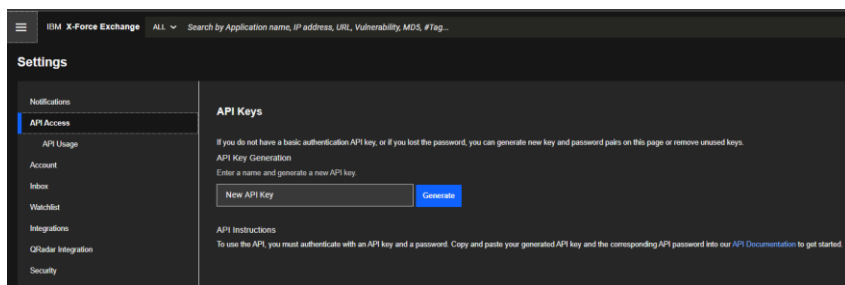 IBM X-Force Exchange ALL Search by Application name, IP address, URL, Vulnerability, MD5, #Tag...
Settings
Notifications
API Access
API Usage
Account
Inbox
Watchlist
Integrations
QRadar Integration
Security
API Keys
If you do not have a basic authentication API key, or if you lost the password, you can generate new key and password pairs on this page or remove unused keys.
API Key Generation
Enter a name and generate a new API key.
New API Key Generate
API Instructions
To use the API, you must authenticate with an API key and a password. Copy and paste your generated API key and the corresponding API password into our API Documentation to get started.